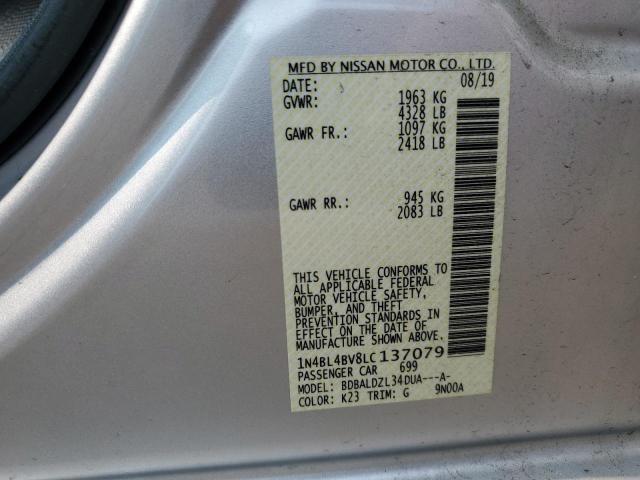 MFD BY NISSAN MOTOR CO., LTD.
DATE: 08/19
GVWR: 1963 KG
4328 LB
GAWR FR.: 1097 KG
2418 LB
GAWR RR.: 945 KG
2083 LB
THIS VEHICLE CONFORMS TO
ALL APPLICABLE FEDERAL
MOTOR VEHICLE SAFETY,
BUMPER, AND THEFT
PREVENTION STANDARDS IN
EFFECT ON THE DATE OF
MANUFACTURE SHOWN ABOVE.
1N4BL4BV8LC137079
PASSENGER CAR 699
MODEL: BDBALDZL34DUA---A-
COLOR: K23 TRIM: G 9N00A